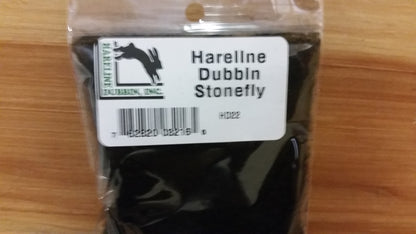 HARELINE
DUBBIN, INC.
Hareline
Dubbin
Stonefly
HD22